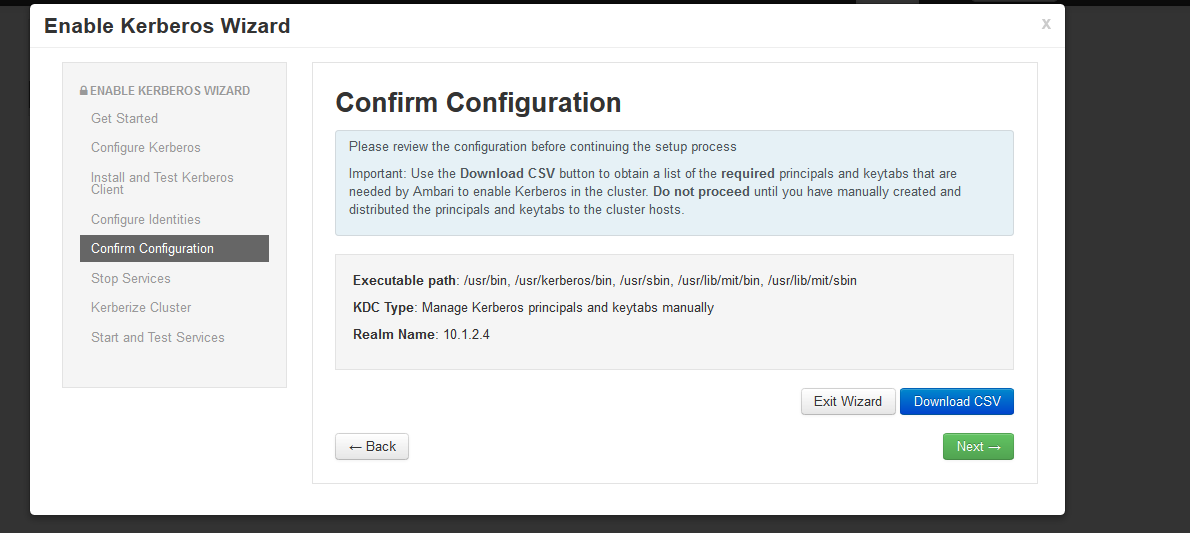 Enable Kerberos Wizard
x
ENABLE KERBEROS WIZARD
Get Started
Configure Kerberos
Install and Test Kerberos
Client
Configure Identities
Confirm Configuration
Stop Services
Kerberize Cluster
Start and Test Services
Confirm Configuration
Please review the configuration before continuing the setup process
Important: Use the Download CSV button to obtain a list of the required principals and keytabs that are
needed by Ambari to enable Kerberos in the cluster. Do not proceed until you have manually created and
distributed the principals and keytabs to the cluster hosts.
Executable path: /usr/bin, /usr/kerberos/bin, /usr/sbin, /usr/lib/mit/bin, /usr/lib/mit/sbin
KDC Type: Manage Kerberos principals and keytabs manually
Realm Name: 10.1.2.4
Exit Wizard
Download CSV
← Back
Next →